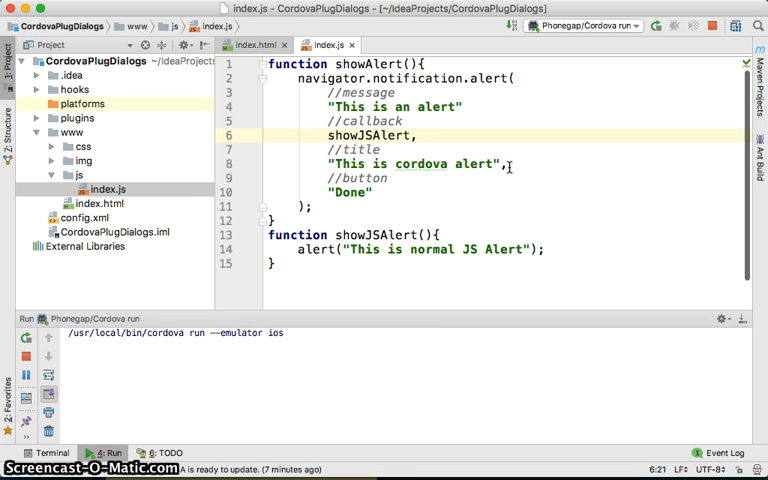 index.js - CordovaPlugDialogs - [~/IdeaProjects/CordovaPlugDialogs]
CordovaPlugDialogs www js index.js
Phonegap/Cordova run
Project
index.html index.js
CordovaPlugDialogs ~/IdeaProjects
.idea
hooks
platforms
plugins
www
css
img
js
index.js
index.html
config.xml
CordovaPlugDialogs.iml
External Libraries
1 function showAlert(){
2 navigator.notification.alert(
3 //message
4 "This is an alert"
5 //callback
6 showJSAlert,
7 //title
8 "This is cordova alert",
9 //button
10 "Done"
11 );
12 }
13 function showJSAlert(){
14 alert("This is normal JS Alert");
15 }
1: Project
7: Structure
2: Favorites
Maven Projects
Ant Build
Run Phonegap/Cordova run
/usr/local/bin/cordova run --emulator ios
Terminal 4: Run 6: TODO
1 Event Log
A is ready to update. (7 minutes ago)
6:21 LF UTF-8
Screencast-O-Matic.com